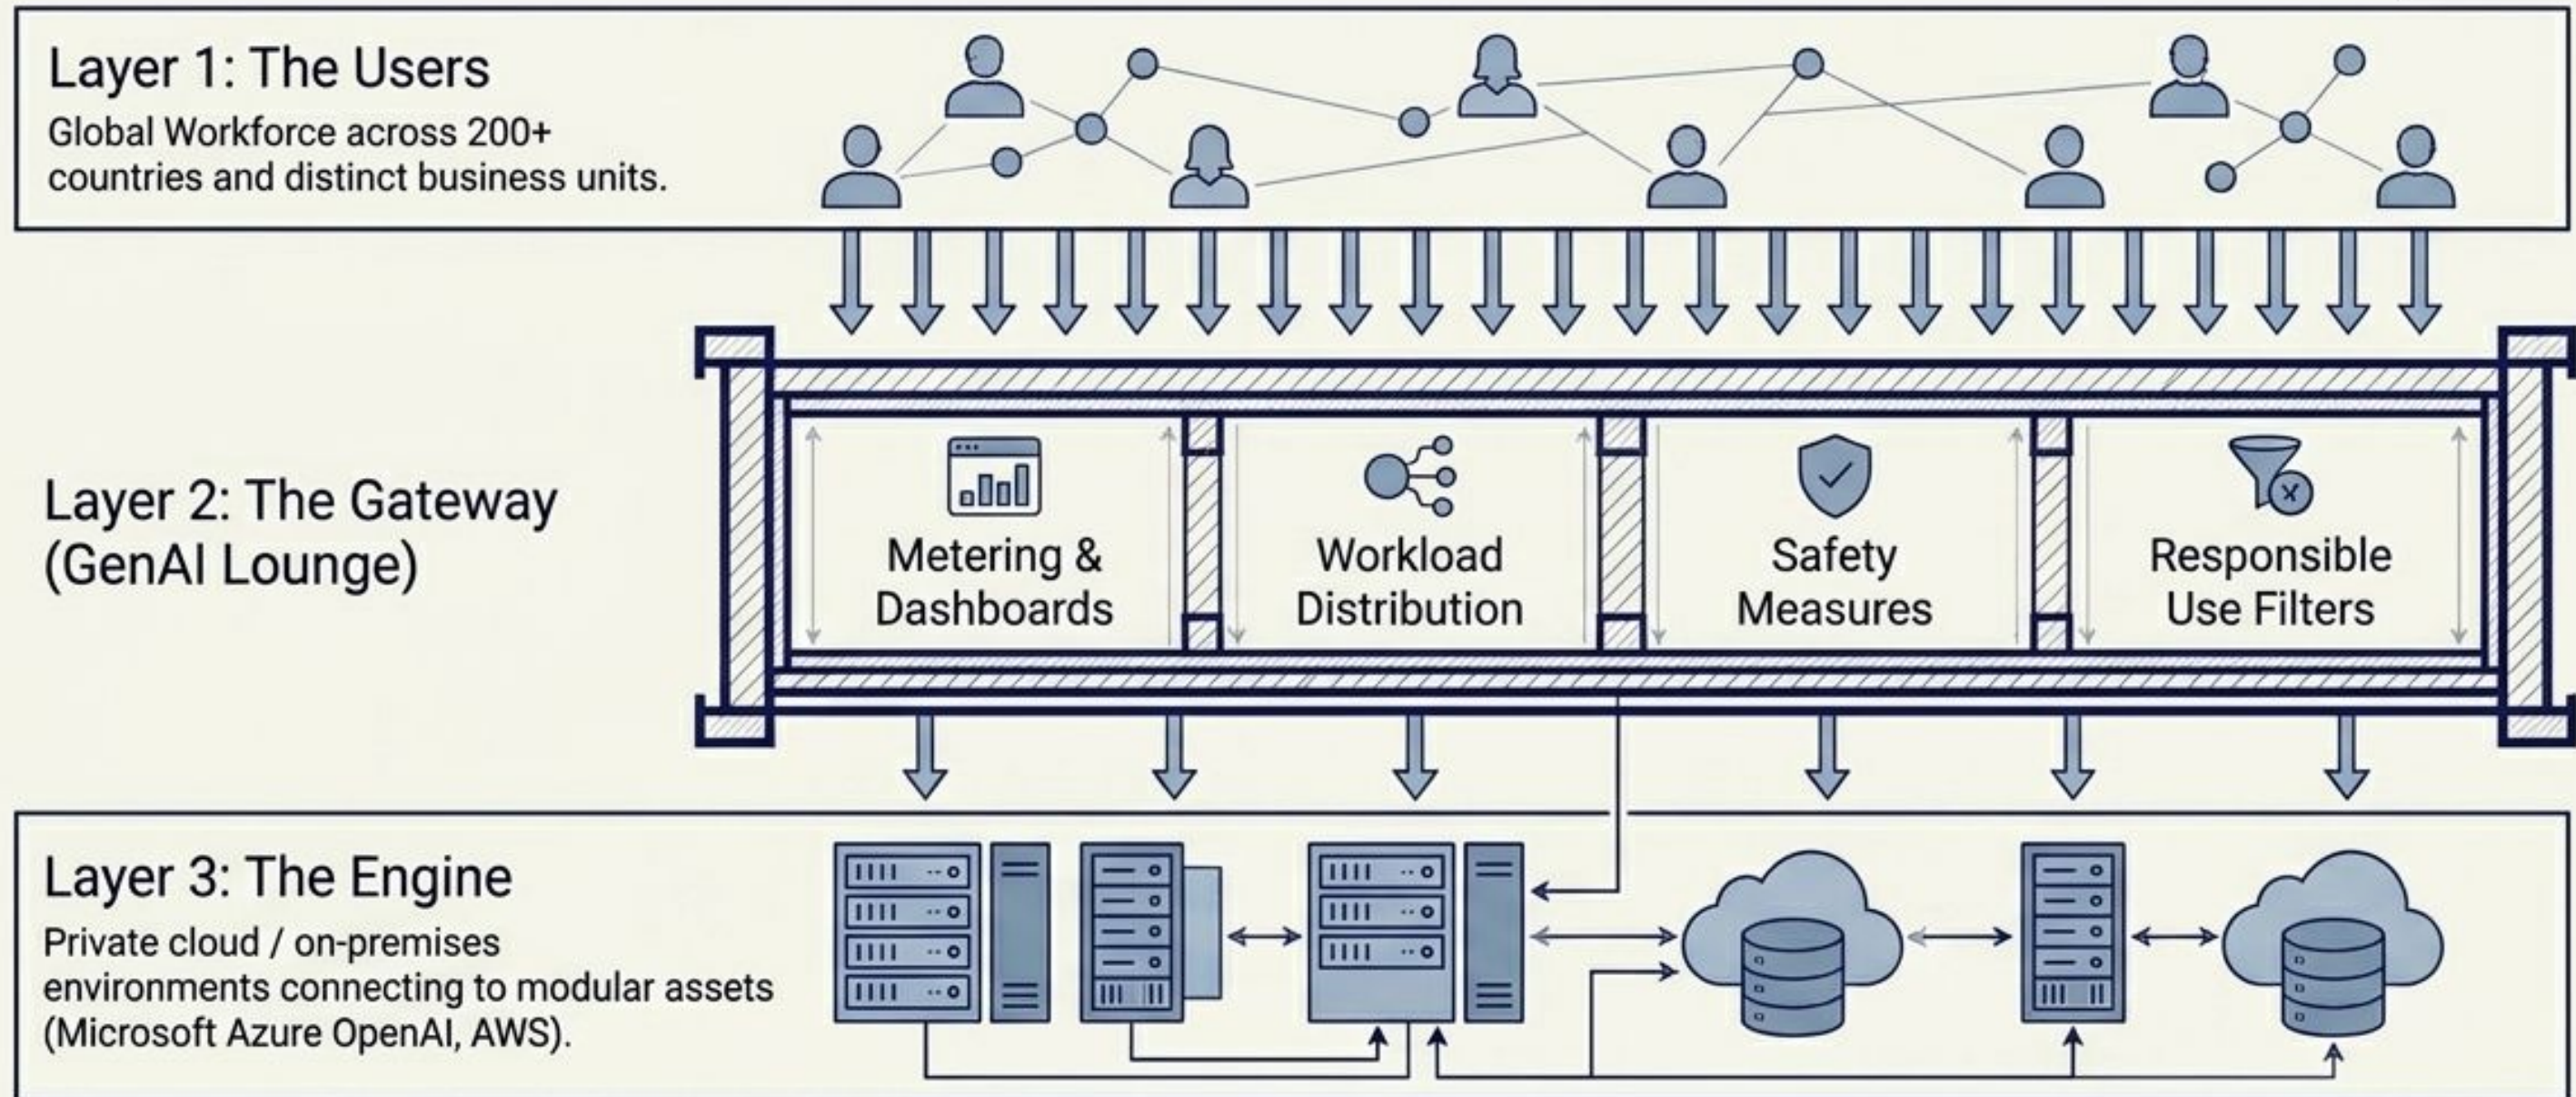 Layer 1: The Users
Global Workforce across 200+
countries and distinct business units.
Layer 2: The Gateway
(GenAI Lounge)
Metering &
Dashboards
Workload
Distribution
Safety
Measures
Responsible
Use Filters
Layer 3: The Engine
Private cloud / on-premises
environments connecting to modular assets
(Microsoft Azure OpenAI, AWS).